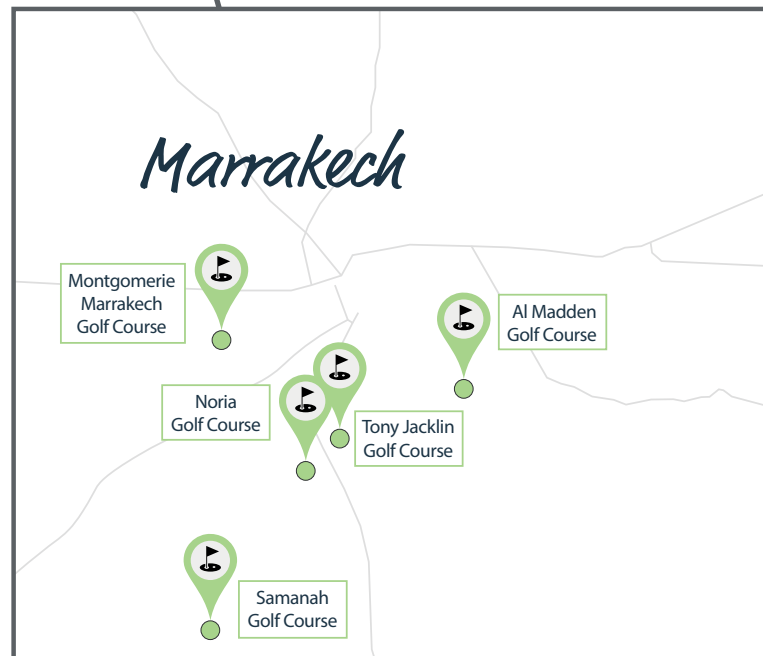 Marrakech
Montgomerie
Marrakech
Golf Course
Al Madden
Golf Course
Noria
Golf Course
Tony Jacklin
Golf Course
Samanah
Golf Course